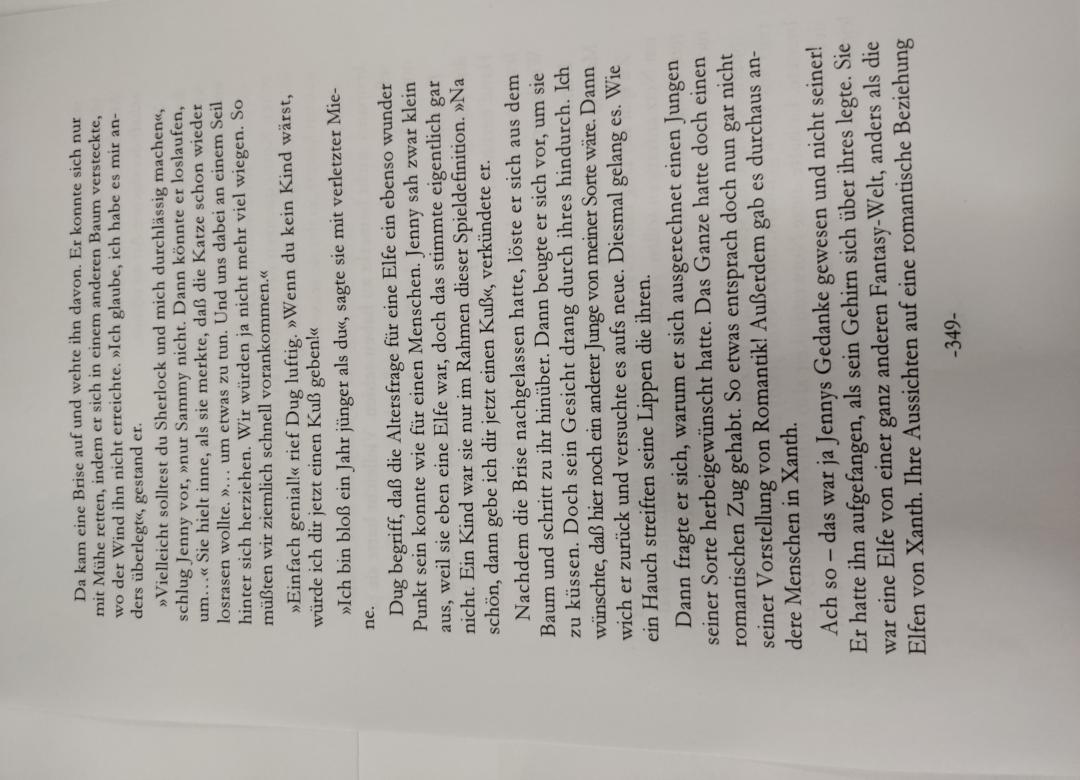 Da kam eine Brise auf und wehte ihn davon. Er konnte sich nur
mit Mühe retten, indem er sich in einem anderen Baum versteckte,
wo der Wind ihn nicht erreichte. »Ich glaube, ich habe es mir an-
ders überlegt«, gestand er.
»Vielleicht solltest du Sherlock und mich durchlässig machen«,
schlug Jenny vor, »nur Sammy nicht. Dann könnte er loslaufen,
um…« Sie hielt inne, als sie merkte, daß die Katze schon wieder
losrasen wollte. »… um etwas zu tun. Und uns dabei an einem Seil
hinter sich herziehen. Wir würden ja nicht mehr viel wiegen. So
müßten wir ziemlich schnell vorankommen.«
»Einfach genial!« rief Dug luftig. »Wenn du kein Kind wärst,
würde ich dir jetzt einen Kuß geben!«
»Ich bin bloß ein Jahr jünger als du«, sagte sie mit verletzter Mie-
ne.
Dug begriff, daß die Altersfrage für eine Elfe ein ebenso wunder
Punkt sein konnte wie für einen Menschen. Jenny sah zwar klein
aus, weil sie eben eine Elfe war, doch das stimmte eigentlich gar
nicht. Ein Kind war sie nur im Rahmen dieser Spieldefinition. »Na
schön, dann gebe ich dir jetzt einen Kuß«, verkündete er.
Nachdem die Brise nachgelassen hatte, löste er sich aus dem
Baum und schritt zu ihr hinüber. Dann beugte er sich vor, um sie
zu küssen. Doch sein Gesicht drang durch ihres hindurch. Ich
wünschte, daß hier noch ein anderer Junge von meiner Sorte wäre. Dann
wich er zurück und versuchte es aufs neue. Diesmal gelang es. Wie
ein Hauch streiften seine Lippen die ihren.
Dann fragte er sich, warum er sich ausgerechnet einen Jungen
seiner Sorte herbeigewünscht hatte. Das Ganze hatte doch einen
romantischen Zug gehabt. So etwas entsprach doch nun gar nicht
seiner Vorstellung von Romantik! Außerdem gab es durchaus an-
dere Menschen in Xanth.
Ach so – das war ja Jennys Gedanke gewesen und nicht seiner!
Er hatte ihn aufgefangen, als sein Gehirn sich über ihres legte. Sie
war eine Elfe von einer ganz anderen Fantasy-Welt, anders als die
Elfen von Xanth. Ihre Aussichten auf eine romantische Beziehung
-349-